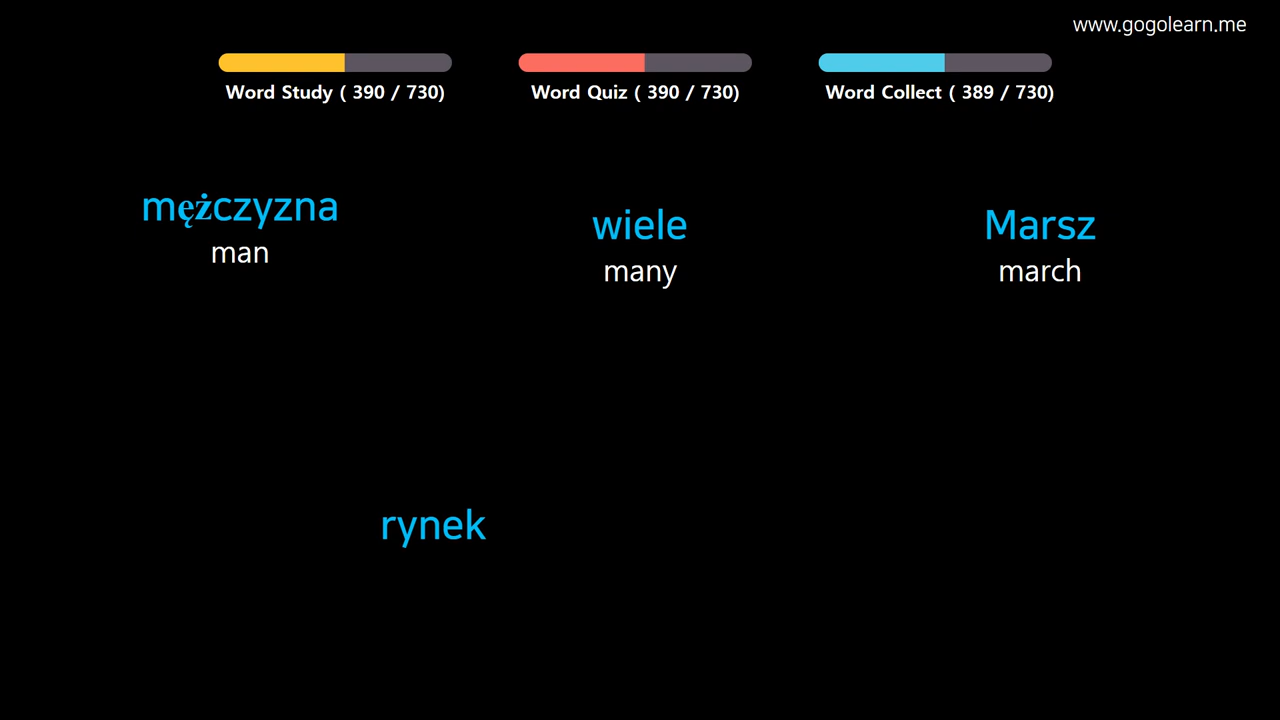 www.gogolearn.me
Word Study ( 390 / 730)
Word Quiz ( 390 / 730)
Word Collect ( 389 / 730)
mężczyzna
man
wiele
many
Marsz
march
rynek